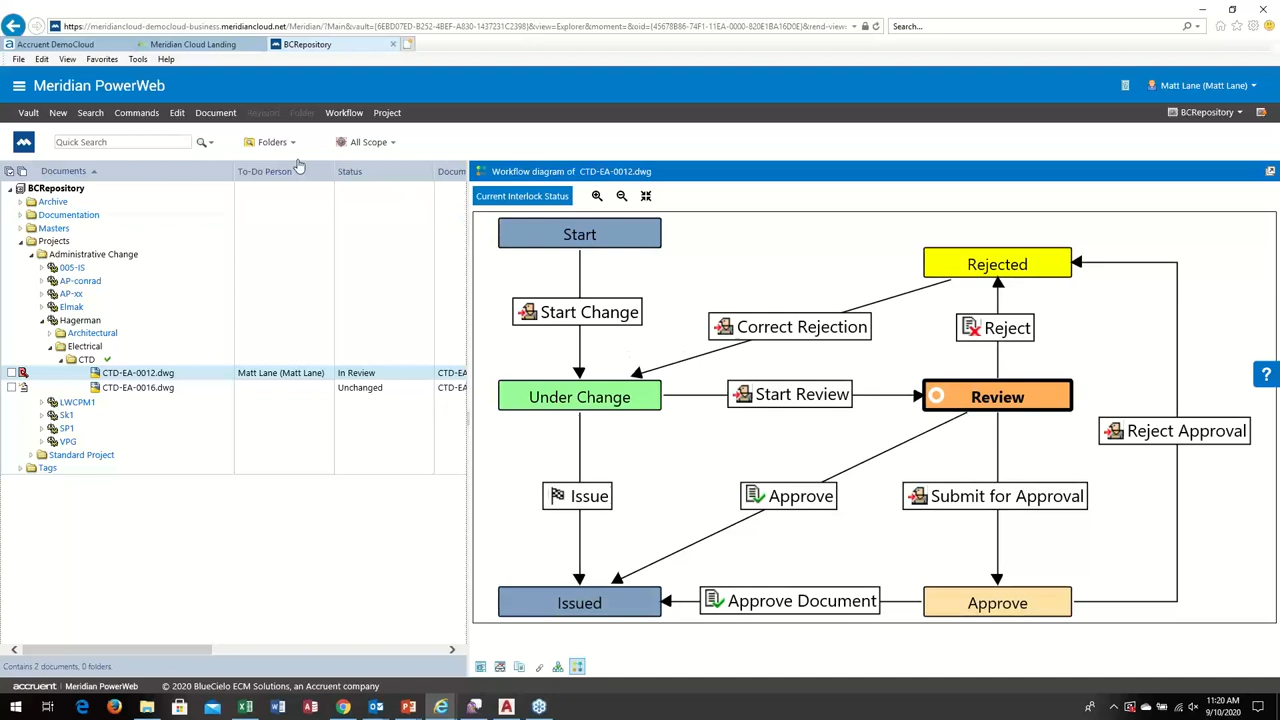 https://meridiancloud-democloud-business.meridiancloud.net/Meridian/?Main&vault={6EBD07ED-B252-4BEF-A830-1437231C2398}&view=Explorer&moment=&oid={45678B86-74F1-11EA-0000-820E1BA16D0E}&rend-view=
Search...
Accruent DemoCloud
Meridian Cloud Landing
BCRepository
File Edit View Favorites Tools Help
Meridian PowerWeb
Matt Lane (Matt Lane)
Vault New Search Commands Edit Document Revision Folder Workflow Project
BCRepository
Quick Search
Folders
All Scope
Documents
To-Do Person
Status
Docum
Workflow diagram of CTD-EA-0012.dwg
Current Interlock Status
BCRepository
Archive
Documentation
Masters
Projects
Administrative Change
005-IS
AP-conrad
AP-xx
Elmak
Hagerman
Architectural
Electrical
CTD
CTD-EA-0012.dwg Matt Lane (Matt Lane) In Review CTD-EA
CTD-EA-0016.dwg Unchanged CTD-EA
LWCPM1
Sk1
SP1
VPG
Standard Project
Tags
Start
Rejected
Start Change
Correct Rejection
Reject
Under Change
Start Review
Review
Reject Approval
Issue
Approve
Submit for Approval
Issued
Approve Document
Approve
?
Contains 2 documents, 0 folders.
accruent | Meridian PowerWeb © 2020 BlueCielo ECM Solutions, an Accruent company
11:20 AM
9/10/2020